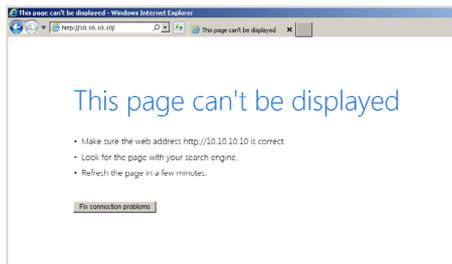 This page can't be displayed - Windows Internet Explorer
http://10.10.10.10/
This page can't be displayed
This page can't be displayed
• Make sure the web address http://10.10.10.10 is correct.
• Look for the page with your search engine.
• Refresh the page in a few minutes.
Fix connection problems